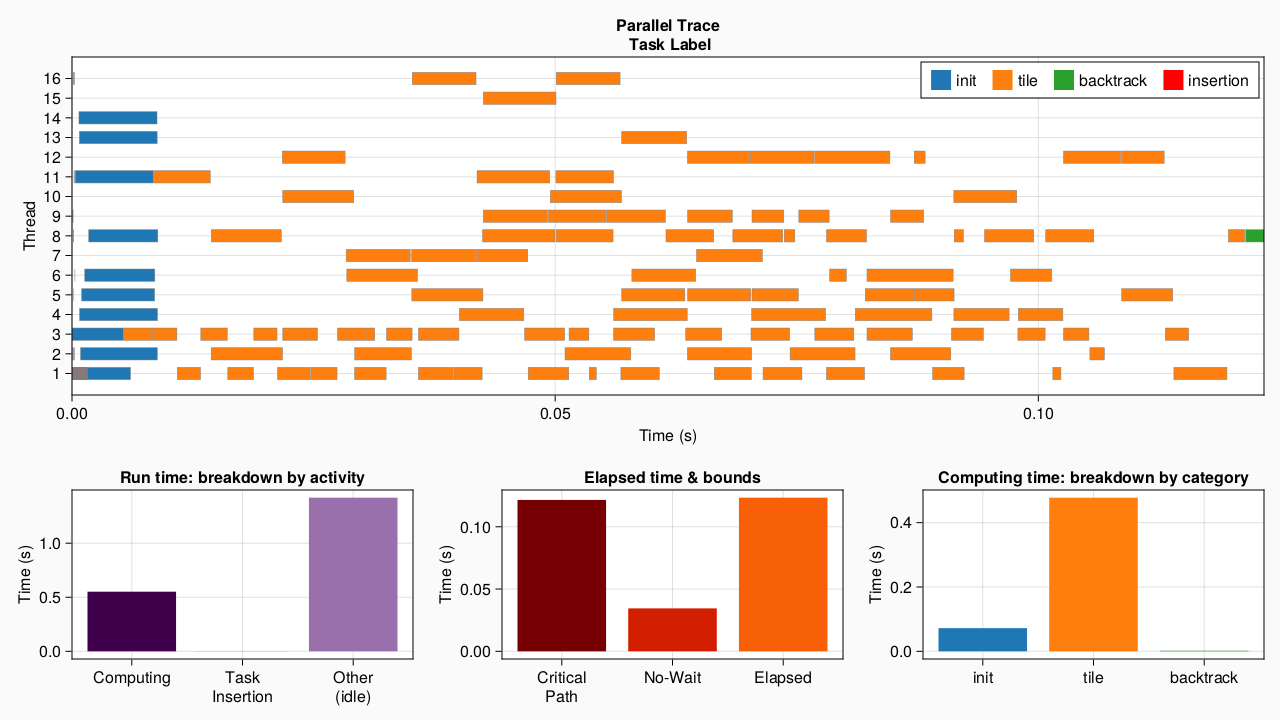 Parallel Trace
Task Label
init tile backtrack insertion
Thread
16
15
14
13
12
11
10
9
8
7
6
5
4
3
2
1
0.00 0.05 0.10
Time (s)
Run time: breakdown by activity
Time (s)
1.0
0.5
0.0
Computing Task Insertion Other (idle)
Elapsed time & bounds
Time (s)
0.10
0.05
0.00
Critical Path No-Wait Elapsed
Computing time: breakdown by category
Time (s)
0.4
0.2
0.0
init tile backtrack